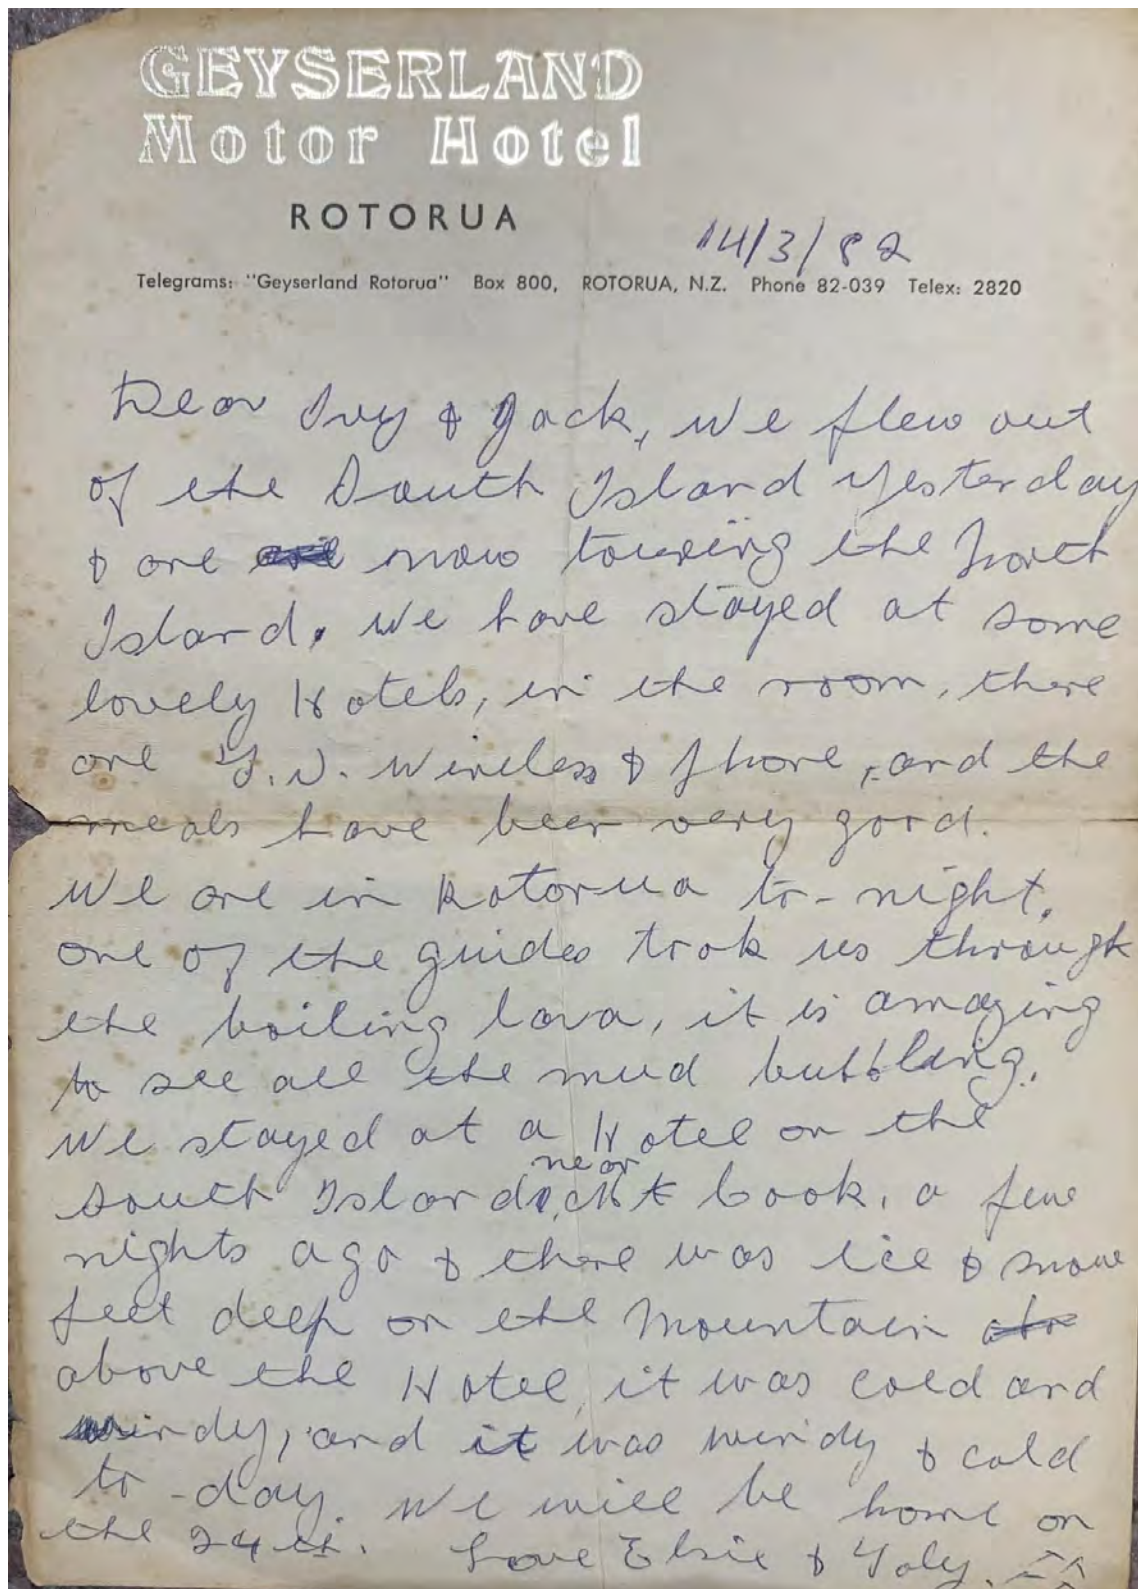 GEYSERLAND
Motor Hotel
ROTORUA
14/3/82
Telegrams: "Geyserland Rotorua" Box 800, ROTORUA, N.Z. Phone 82-039 Telex: 2820
Dear Ivy & Jack, We flew out
of the South Island yesterday
& are now touring the North
Island. We have stayed at some
lovely Hotels, in the room, there
are T.V. Wireless & Phone, and the
meals have been very good.
We are in Rotorua to-night.
one of the guides took us through
the boiling lava, it is amazing
to see all the mud bubbling.
We stayed at a Hotel on the
South Island, near Mt Cook, a few
nights ago & there was ice & snow
feet deep on the Mountain
above the Hotel, it was cold and
windy, and it was windy & cold
to-day. We will be home on
the 24th. Love Elsie &